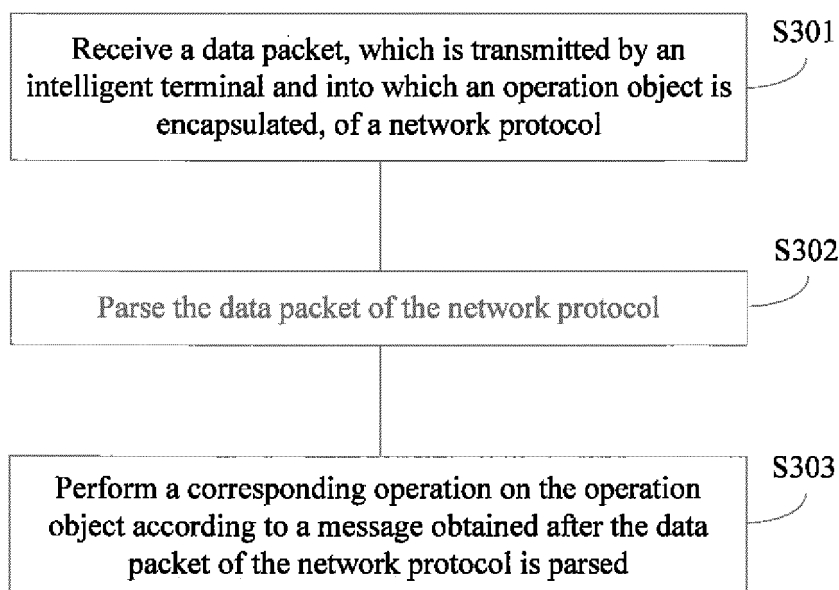 S301
Receive a data packet, which is transmitted by an
intelligent terminal and into which an operation object is
encapsulated, of a network protocol
S302
Parse the data packet of the network protocol
S303
Perform a corresponding operation on the operation
object according to a message obtained after the data
packet of the network protocol is parsed